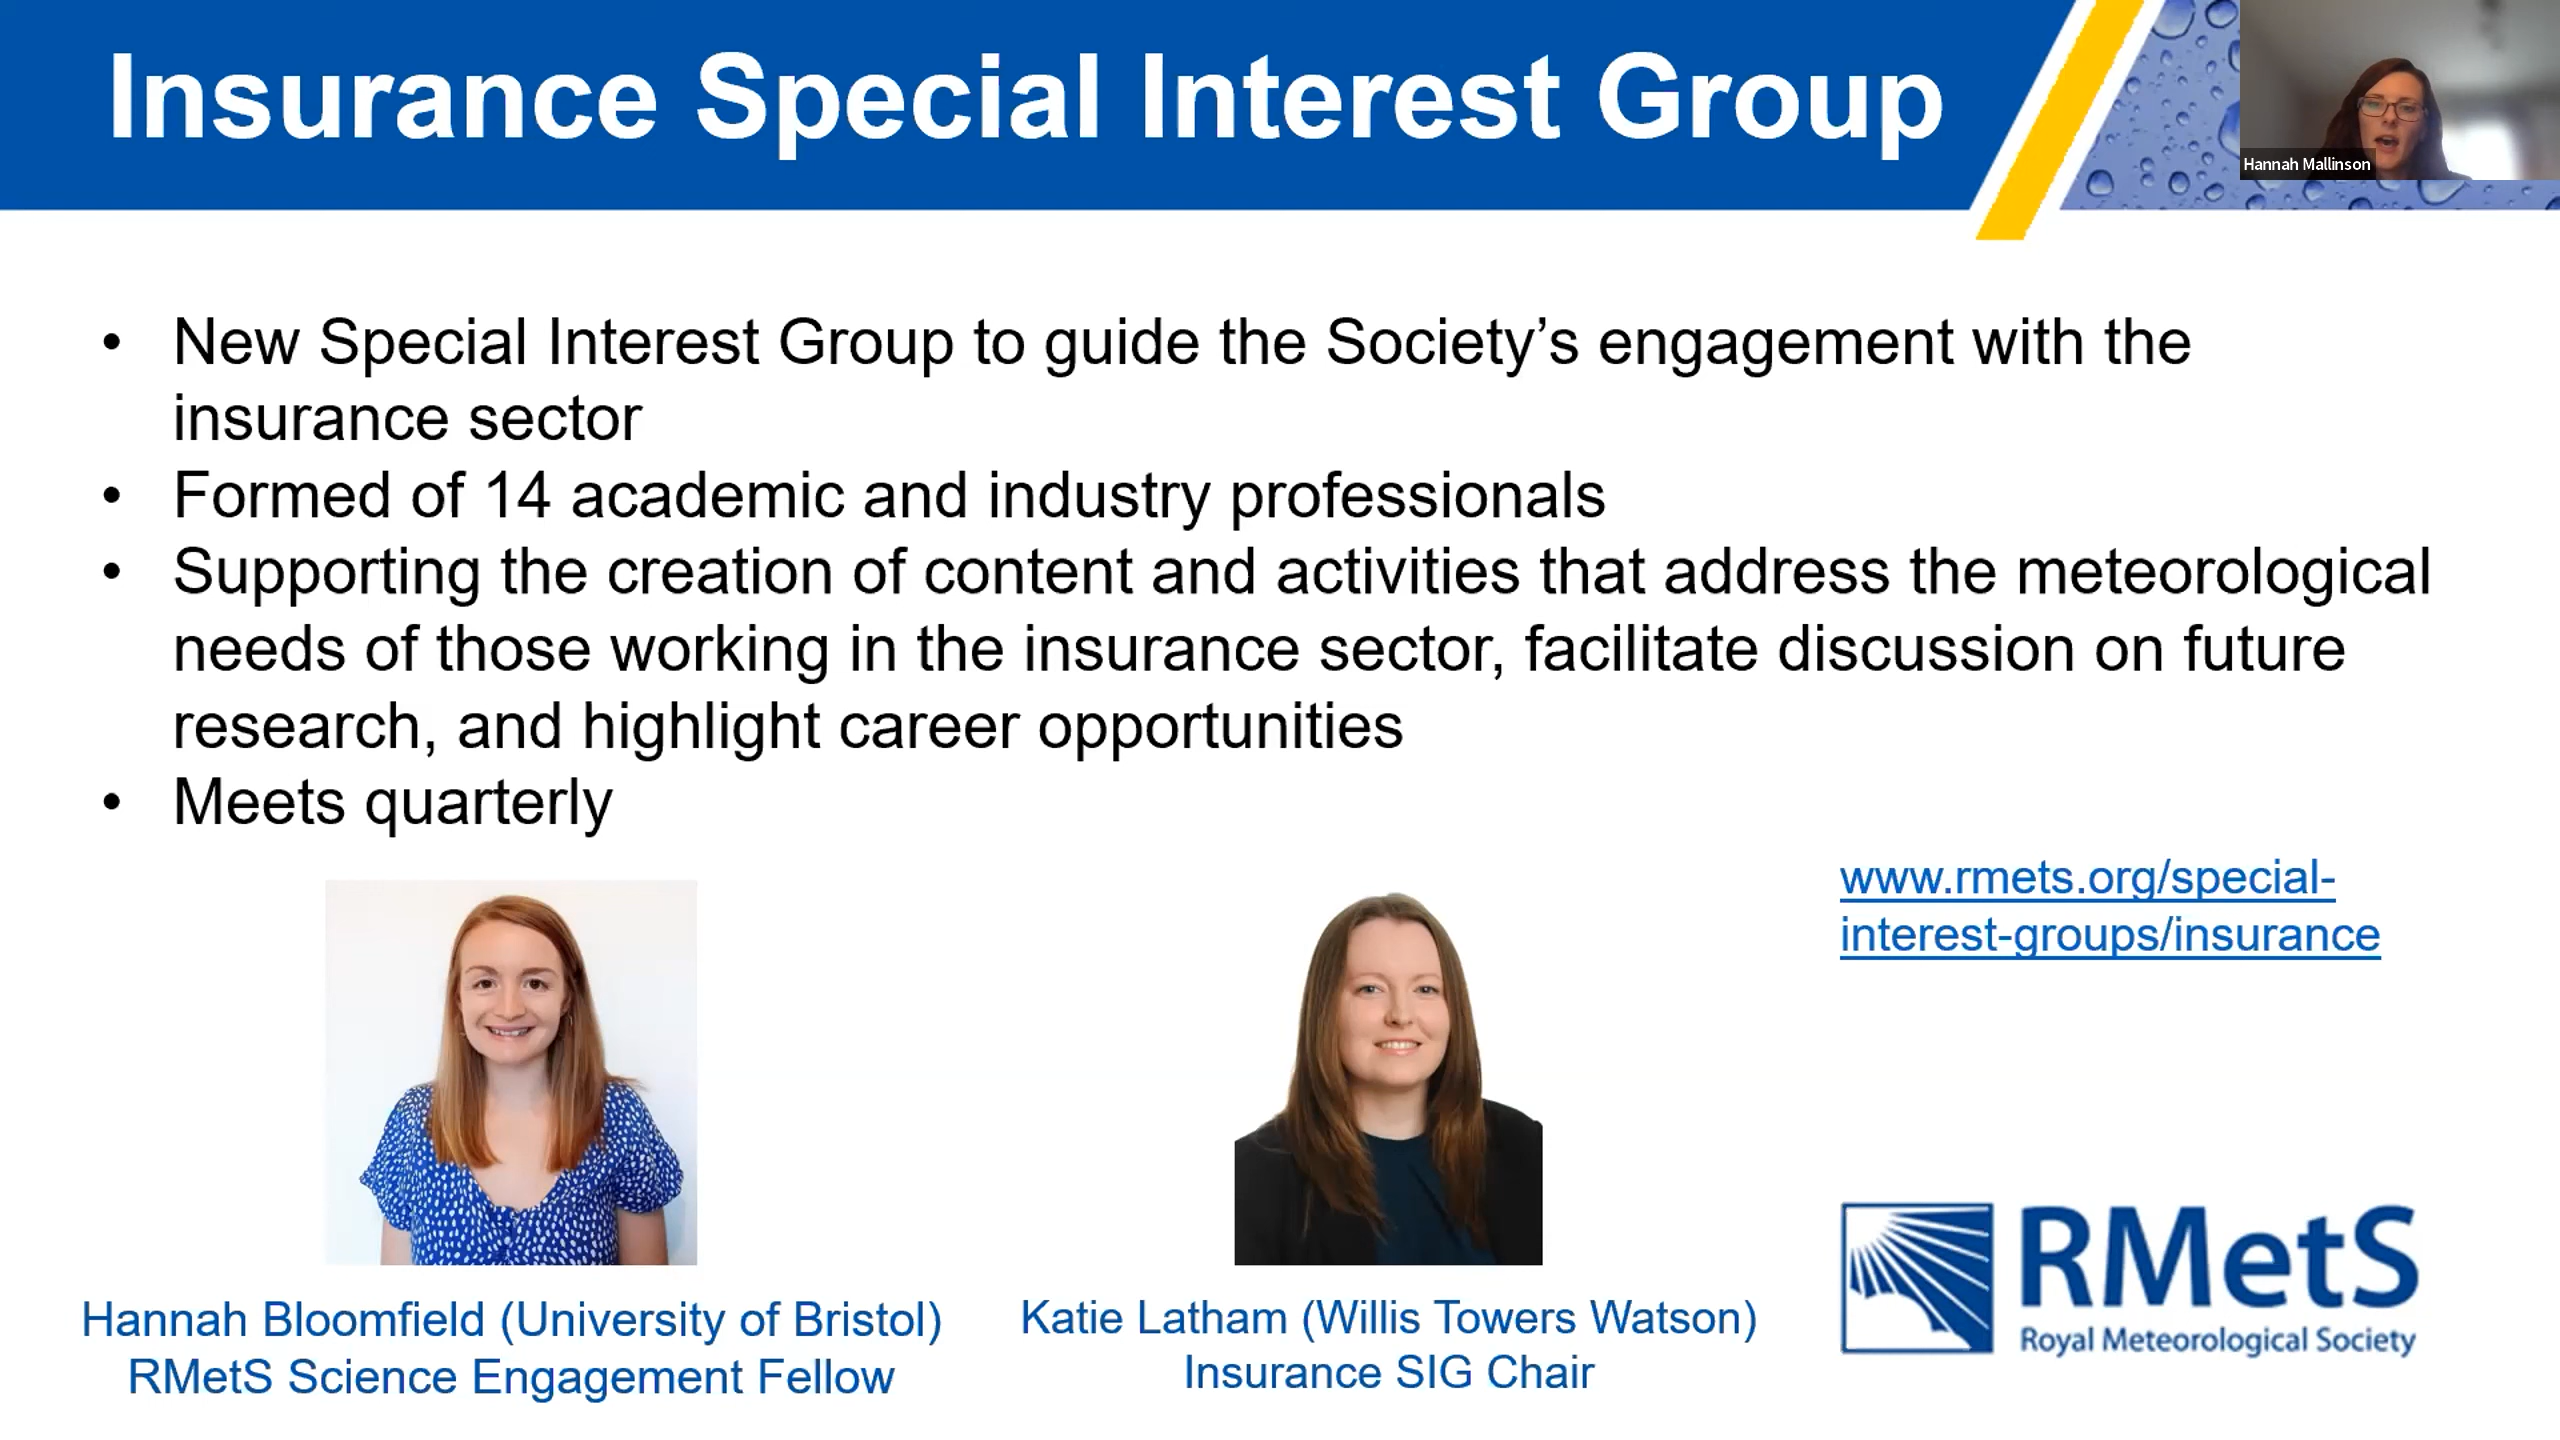 Insurance Special Interest Group
Hannah Mallinson
• New Special Interest Group to guide the Society’s engagement with the
insurance sector
• Formed of 14 academic and industry professionals
• Supporting the creation of content and activities that address the meteorological
needs of those working in the insurance sector, facilitate discussion on future
research, and highlight career opportunities
• Meets quarterly
www.rmets.org/special-
interest-groups/insurance
Hannah Bloomfield (University of Bristol)
RMetS Science Engagement Fellow
Katie Latham (Willis Towers Watson)
Insurance SIG Chair
RMetS
Royal Meteorological Society